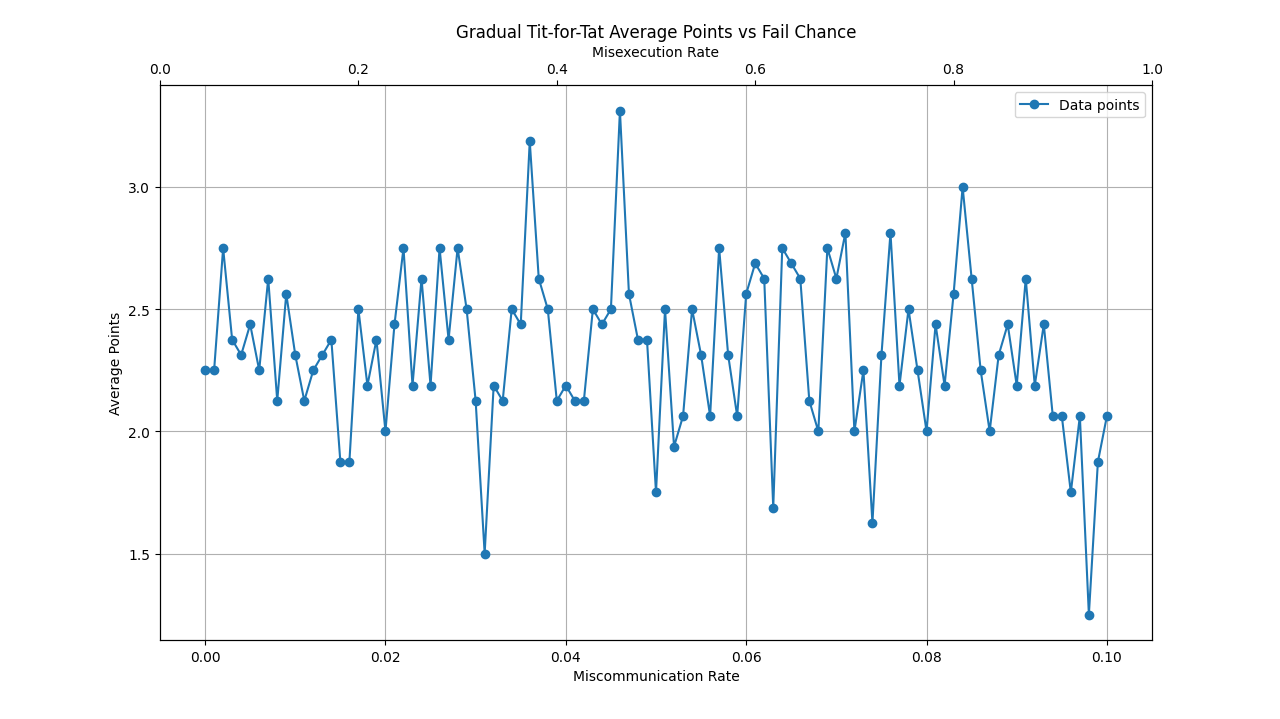 Gradual Tit-for-Tat Average Points vs Fail Chance
Misexecution Rate
0.0 0.2 0.4 0.6 0.8 1.0
Data points
Average Points
3.0
2.5
2.0
1.5
0.00 0.02 0.04 0.06 0.08 0.10
Miscommunication Rate